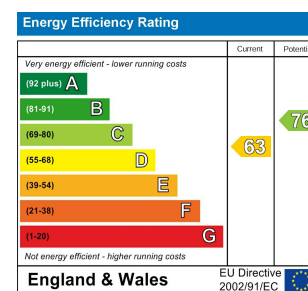 Energy Efficiency Rating
Current Potenti
Very energy efficient - lower running costs
(92 plus) A
(81-91) B
(69-80) C
(55-68) D
(39-54) E
(21-38) F
(1-20) G
63
76
Not energy efficient - higher running costs
England & Wales
EU Directive
2002/91/EC